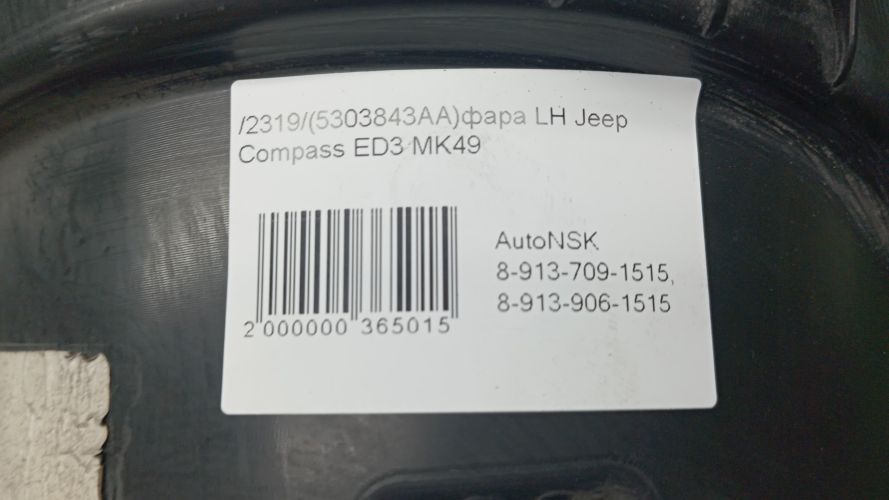 /2319/(5303843AA)фара LH Jeep
Compass ED3 MK49
AutoNSK
8-913-709-1515,
8-913-906-1515
2 000000 365015